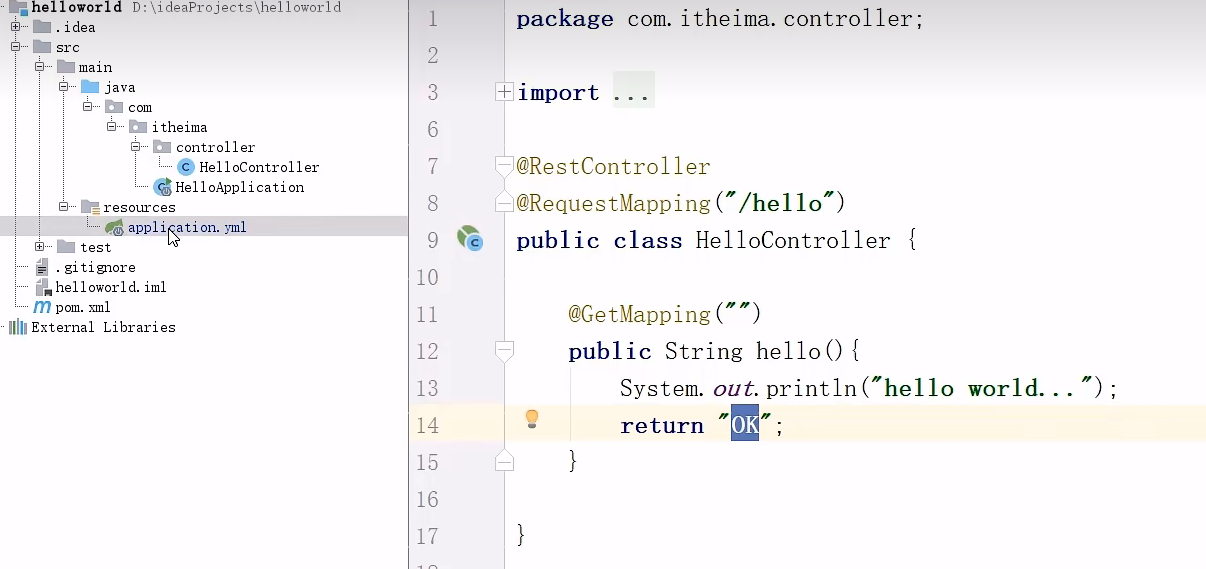 helloworld D:\ideaProjects\helloworld
.idea
src
main
java
com
itheima
controller
HelloController
HelloApplication
resources
application.yml
test
.gitignore
helloworld.iml
pom.xml
External Libraries
1 package com.itheima.controller;
2
3 import ...
6
7 @RestController
8 @RequestMapping("/hello")
9 public class HelloController {
10
11 @GetMapping("")
12 public String hello(){
13 System.out.println("hello world...");
14 return "OK";
15 }
16
17 }